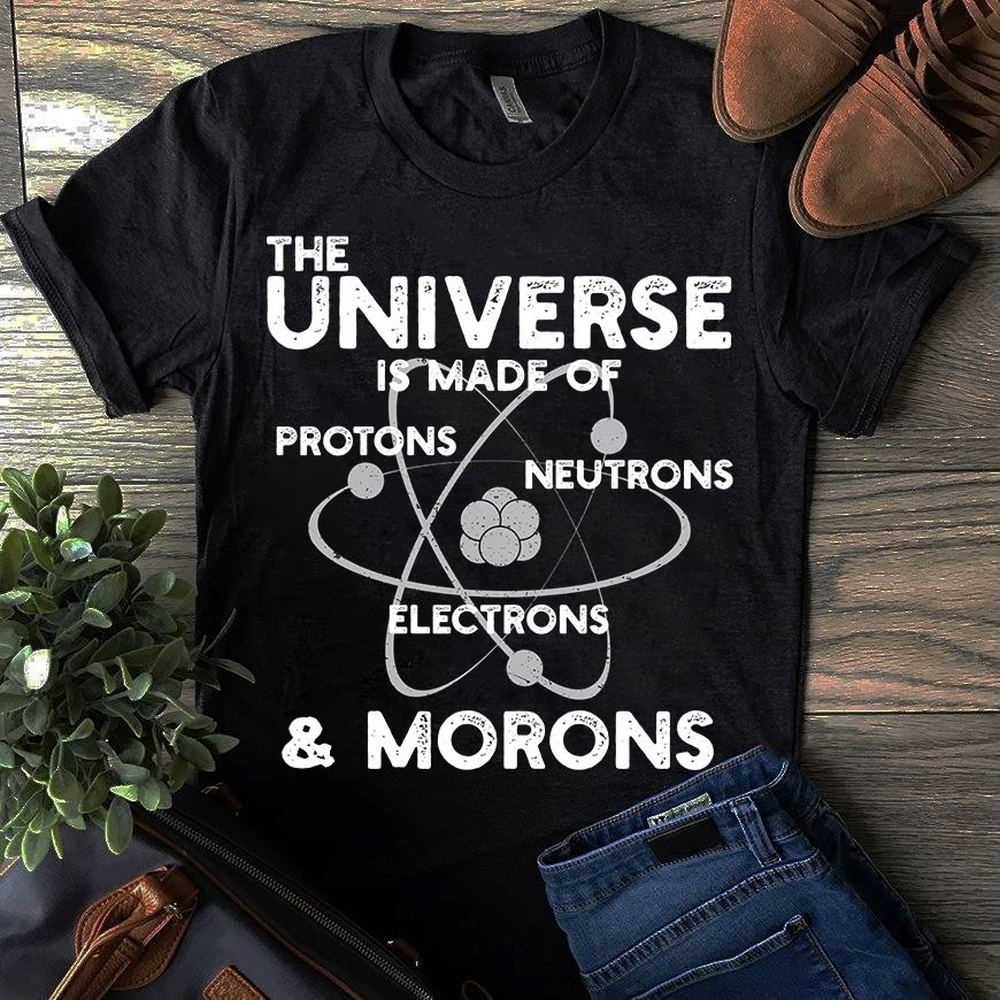 THE
UNIVERSE
IS MADE OF
PROTONS
NEUTRONS
ELECTRONS
& MORONS